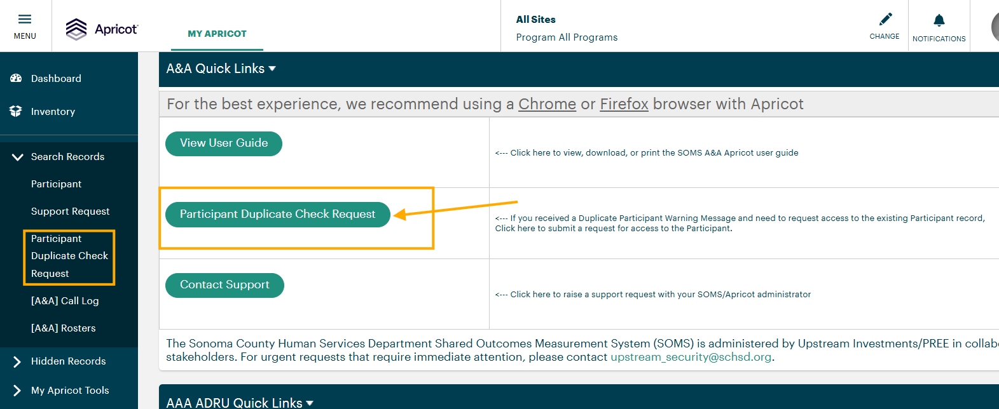 MENU
Apricot
MY APRICOT
All Sites
Program All Programs
CHANGE
NOTIFICATIONS
Dashboard
Inventory
Search Records
Participant
Support Request
Participant
Duplicate Check
Request
[A&A] Call Log
[A&A] Rosters
Hidden Records
My Apricot Tools
A&A Quick Links
For the best experience, we recommend using a Chrome or Firefox browser with Apricot
View User Guide
<--- Click here to view, download, or print the SOMS A&A Apricot user guide
Participant Duplicate Check Request
<--- If you received a Duplicate Participant Warning Message and need to request access to the existing Participant record,
Click here to submit a request for access to the Participant.
Contact Support
<--- Click here to raise a support request with your SOMS/Apricot administrator
The Sonoma County Human Services Department Shared Outcomes Measurement System (SOMS) is administered by Upstream Investments/PREE in collab
stakeholders. For urgent requests that require immediate attention, please contact upstream_security@schsd.org.
AAA ADRU Quick Links